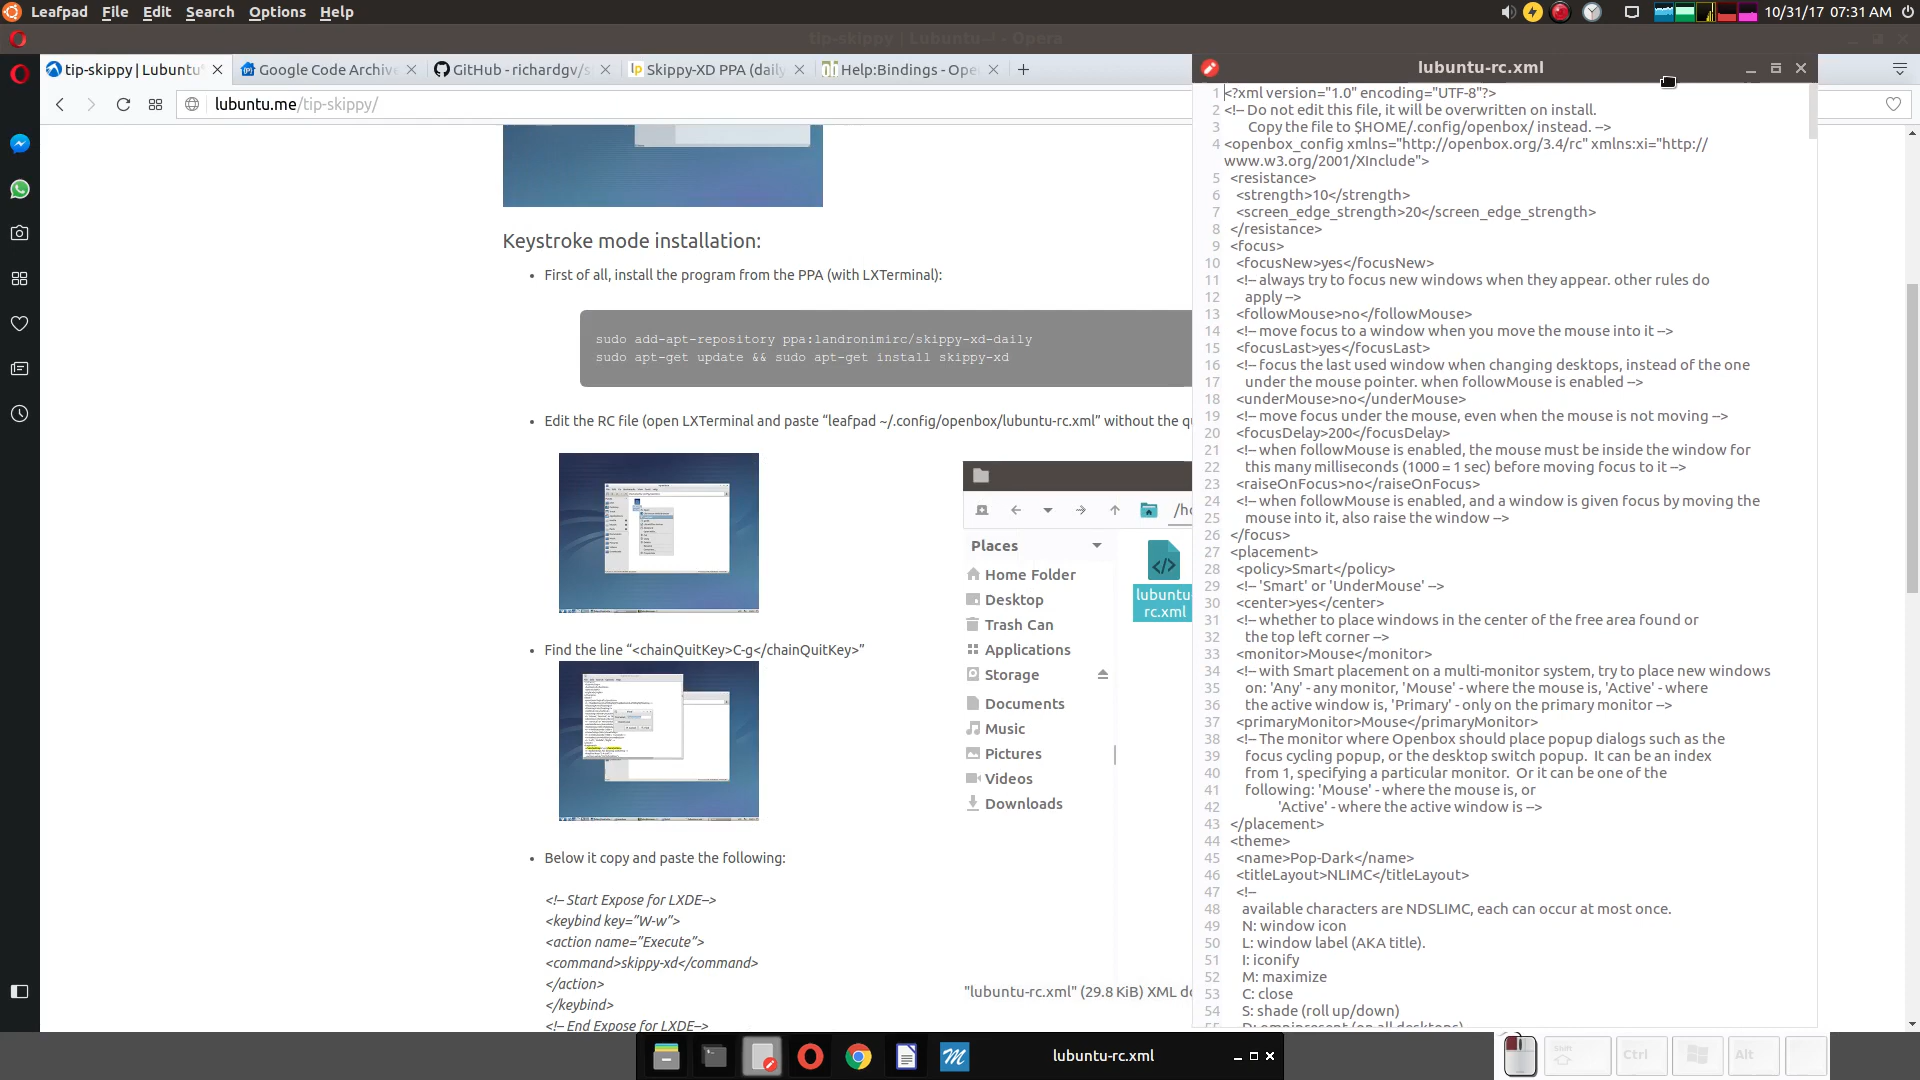 Leafpad File Edit Search Options Help
10/31/17 07:31 AM
tip-skippy | Lubuntu – Opera
tip-skippy | Lubuntu
Google Code Archive
GitHub - richardgv/s
Skippy-XD PPA (daily
Help:Bindings - Ope
lubuntu.me/tip-skippy/
Keystroke mode installation:
• First of all, install the program from the PPA (with LXTerminal):
sudo add-apt-repository ppa:landronimirc/skippy-xd-daily
sudo apt-get update && sudo apt-get install skippy-xd
• Edit the RC file (open LXTerminal and paste “leafpad ~/.config/openbox/lubuntu-rc.xml” without the q
• Find the line “<chainQuitKey>C-g</chainQuitKey>”
• Below it copy and paste the following:
<!– Start Expose for LXDE–>
<keybind key=”W-w”>
<action name=”Execute”>
<command>skippy-xd</command>
</action>
</keybind>
<!– End Expose for LXDE–>
/ho
Places
Home Folder
Desktop
Trash Can
Applications
Storage
Documents
Music
Pictures
Videos
Downloads
lubuntu-
rc.xml
"lubuntu-rc.xml" (29.8 KiB) XML do
lubuntu-rc.xml
1 <?xml version="1.0" encoding="UTF-8"?>
2 <!-- Do not edit this file, it will be overwritten on install.
3 Copy the file to $HOME/.config/openbox/ instead. -->
4 <openbox_config xmlns="http://openbox.org/3.4/rc" xmlns:xi="http://
www.w3.org/2001/XInclude">
5 <resistance>
6 <strength>10</strength>
7 <screen_edge_strength>20</screen_edge_strength>
8 </resistance>
9 <focus>
10 <focusNew>yes</focusNew>
11 <!-- always try to focus new windows when they appear. other rules do
12 apply -->
13 <followMouse>no</followMouse>
14 <!-- move focus to a window when you move the mouse into it -->
15 <focusLast>yes</focusLast>
16 <!-- focus the last used window when changing desktops, instead of the one
17 under the mouse pointer. when followMouse is enabled -->
18 <underMouse>no</underMouse>
19 <!-- move focus under the mouse, even when the mouse is not moving -->
20 <focusDelay>200</focusDelay>
21 <!-- when followMouse is enabled, the mouse must be inside the window for
22 this many milliseconds (1000 = 1 sec) before moving focus to it -->
23 <raiseOnFocus>no</raiseOnFocus>
24 <!-- when followMouse is enabled, and a window is given focus by moving the
25 mouse into it, also raise the window -->
26 </focus>
27 <placement>
28 <policy>Smart</policy>
29 <!-- 'Smart' or 'UnderMouse' -->
30 <center>yes</center>
31 <!-- whether to place windows in the center of the free area found or
32 the top left corner -->
33 <monitor>Mouse</monitor>
34 <!-- with Smart placement on a multi-monitor system, try to place new windows
35 on: 'Any' - any monitor, 'Mouse' - where the mouse is, 'Active' - where
36 the active window is, 'Primary' - only on the primary monitor -->
37 <primaryMonitor>Mouse</primaryMonitor>
38 <!-- The monitor where Openbox should place popup dialogs such as the
39 focus cycling popup, or the desktop switch popup. It can be an index
40 from 1, specifying a particular monitor. Or it can be one of the
41 following: 'Mouse' - where the mouse is, or
42 'Active' - where the active window is -->
43 </placement>
44 <theme>
45 <name>Pop-Dark</name>
46 <titleLayout>NLIMC</titleLayout>
47 <!--
48 available characters are NDSLIMC, each can occur at most once.
49 N: window icon
50 L: window label (AKA title).
51 I: iconify
52 M: maximize
53 C: close
54 S: shade (roll up/down)
55 D: omnipresent (on all desktops)
lubuntu-rc.xml
Shift
Ctrl
Alt